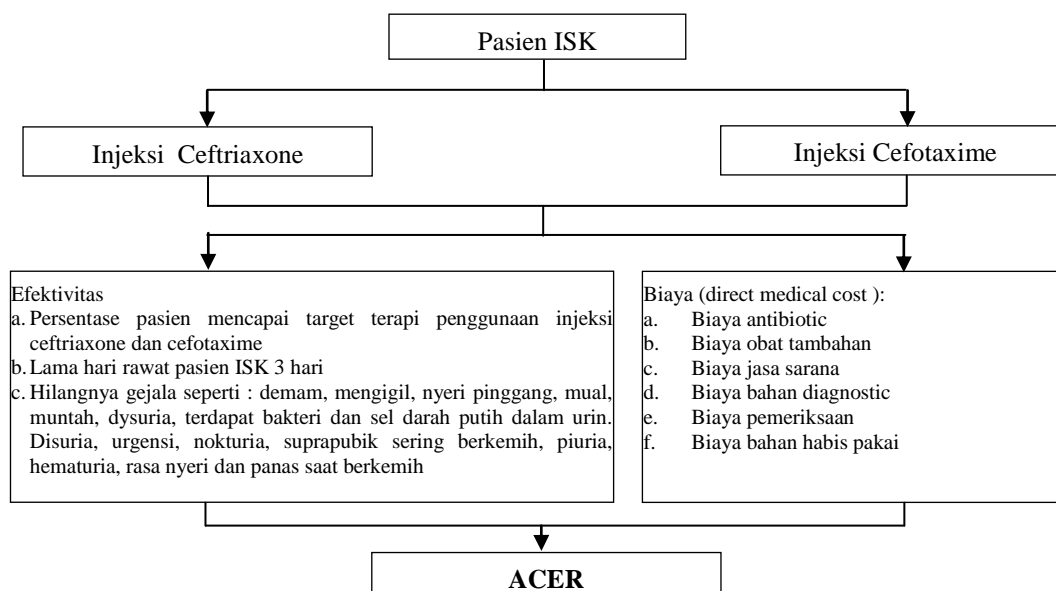 Pasien ISK
Injeksi Ceftriaxone
Injeksi Cefotaxime
Efektivitas
a. Persentase pasien mencapai target terapi penggunaan injeksi
ceftriaxone dan cefotaxime
b. Lama hari rawat pasien ISK 3 hari
c. Hilangnya gejala seperti : demam, mengigil, nyeri pinggang, mual,
muntah, dysuria, terdapat bakteri dan sel darah putih dalam urin.
Disuria, urgensi, nokturia, suprapubik sering berkemih, piuria,
hematuria, rasa nyeri dan panas saat berkemih
Biaya (direct medical cost ):
a. Biaya antibiotic
b. Biaya obat tambahan
c. Biaya jasa sarana
d. Biaya bahan diagnostic
e. Biaya pemeriksaan
f. Biaya bahan habis pakai
ACER